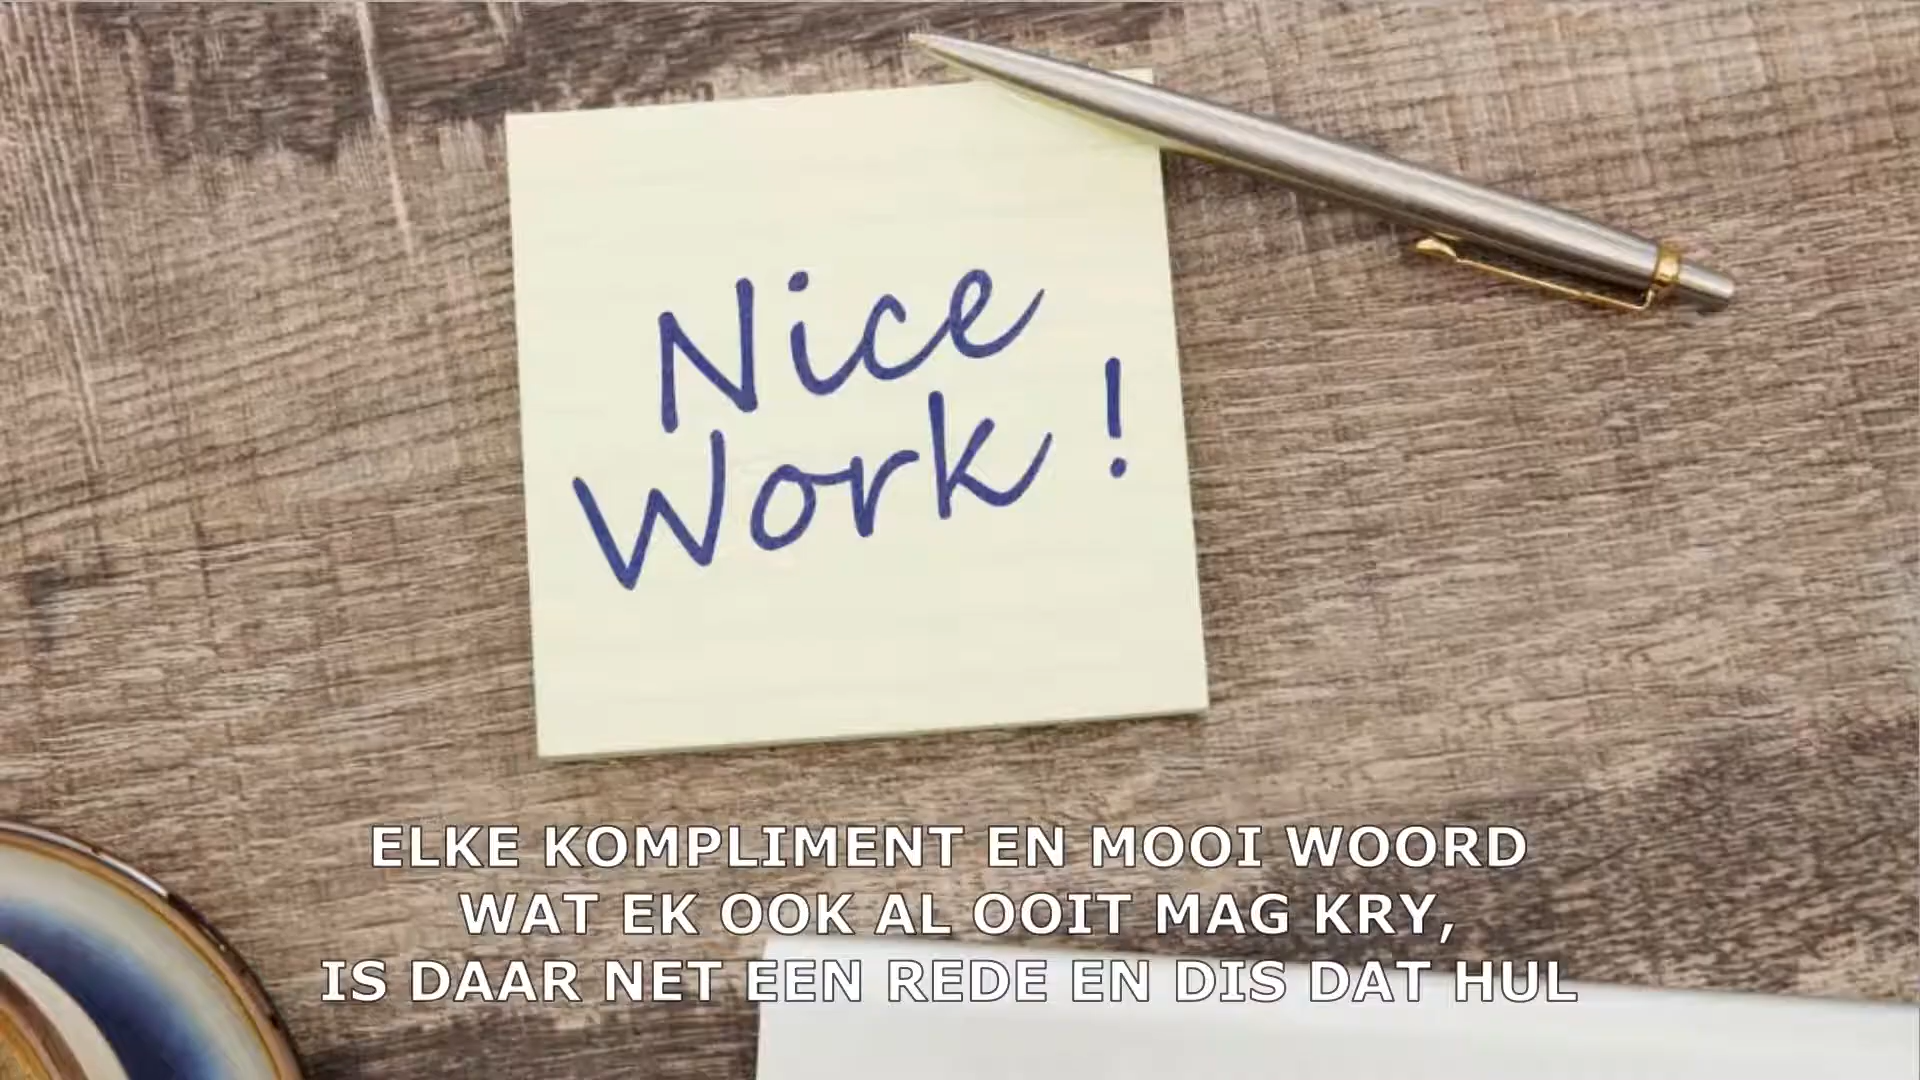 Nice
Work !
ELKE KOMPLIMENT EN MOOI WOORD
WAT EK OOK AL OOIT MAG KRY,
IS DAAR NET EEN REDE EN DIS DAT HUL